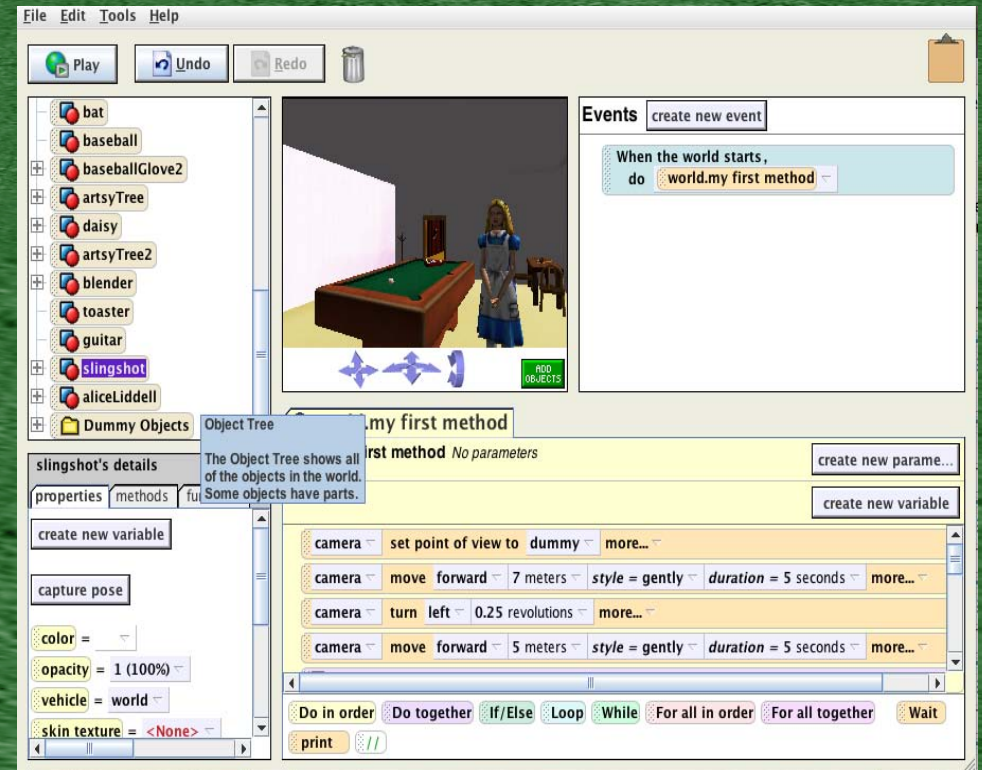 File Edit Tools Help
Play Undo Redo
bat
baseball
baseballGlove2
artsyTree
daisy
artsyTree2
blender
toaster
guitar
slingshot
aliceLiddell
Dummy Objects
Object Tree
The Object Tree shows all
of the objects in the world.
Some objects have parts.
slingshot's details
properties methods fu
create new variable
capture pose
color =
opacity = 1 (100%)
vehicle = world
skin texture = <None>
ADD
OBJECTS
Events create new event
When the world starts,
do world.my first method
.my first method
irst method No parameters
create new parame...
create new variable
camera set point of view to dummy more...
camera move forward 7 meters style = gently duration = 5 seconds more...
camera turn left 0.25 revolutions more...
camera move forward 5 meters style = gently duration = 5 seconds more...
Do in order Do together If/Else Loop While For all in order For all together Wait
print //